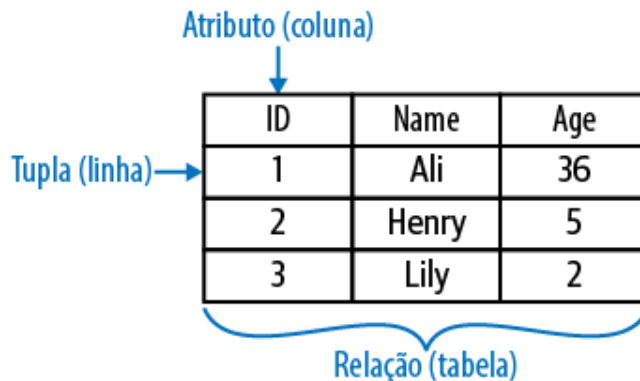 Atributo (coluna)
ID Name Age
Tupla (linha) 1 Ali 36
2 Henry 5
3 Lily 2
Relação (tabela)